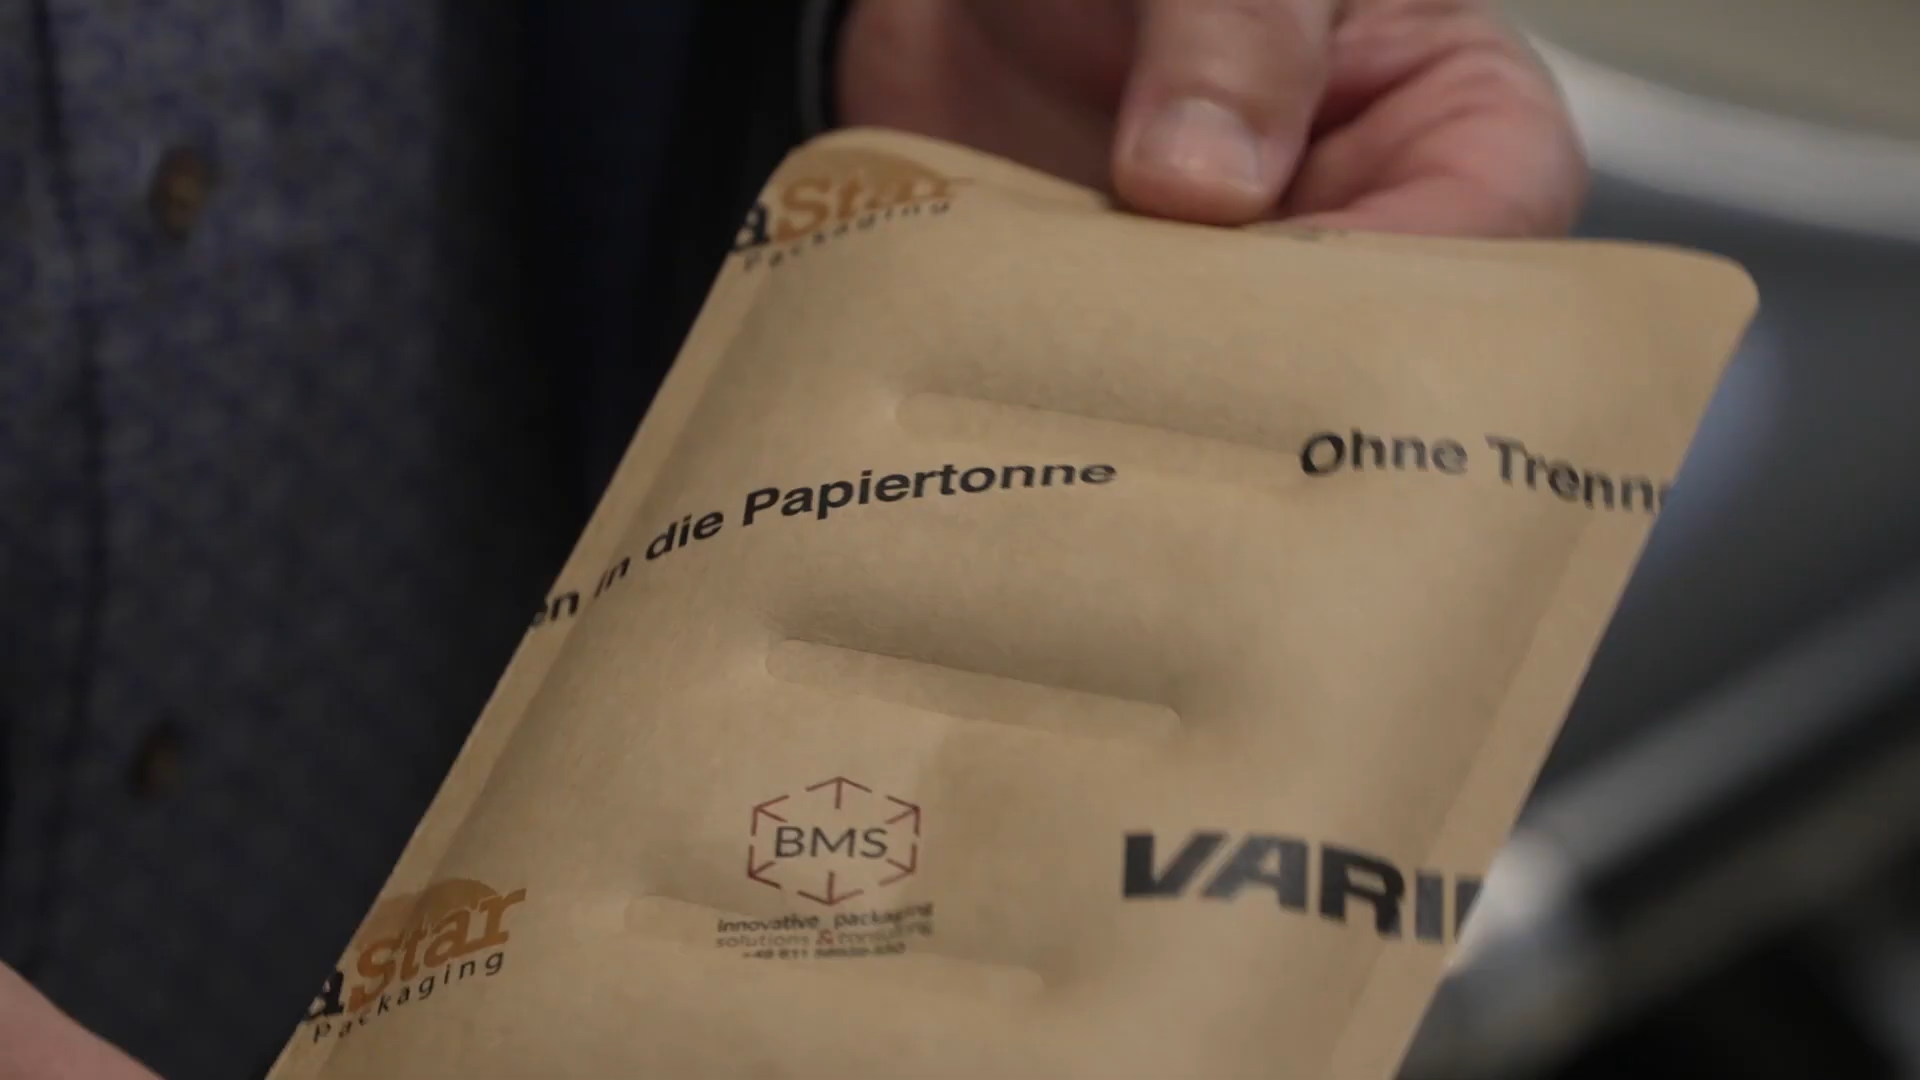 aStar
Packaging
en in die Papiertonne
Ohne Trenn
BMS
innovative packaging
solutions & consulting
VARI
aStar
Packaging